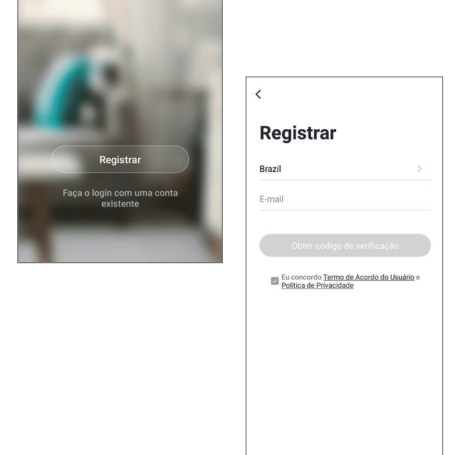 Registrar
Faça o login com uma conta
existente
Registrar
Brazil
E-mail
Obter código de verificação
Eu concordo Termo de Acordo do Usuário e
Política de Privacidade